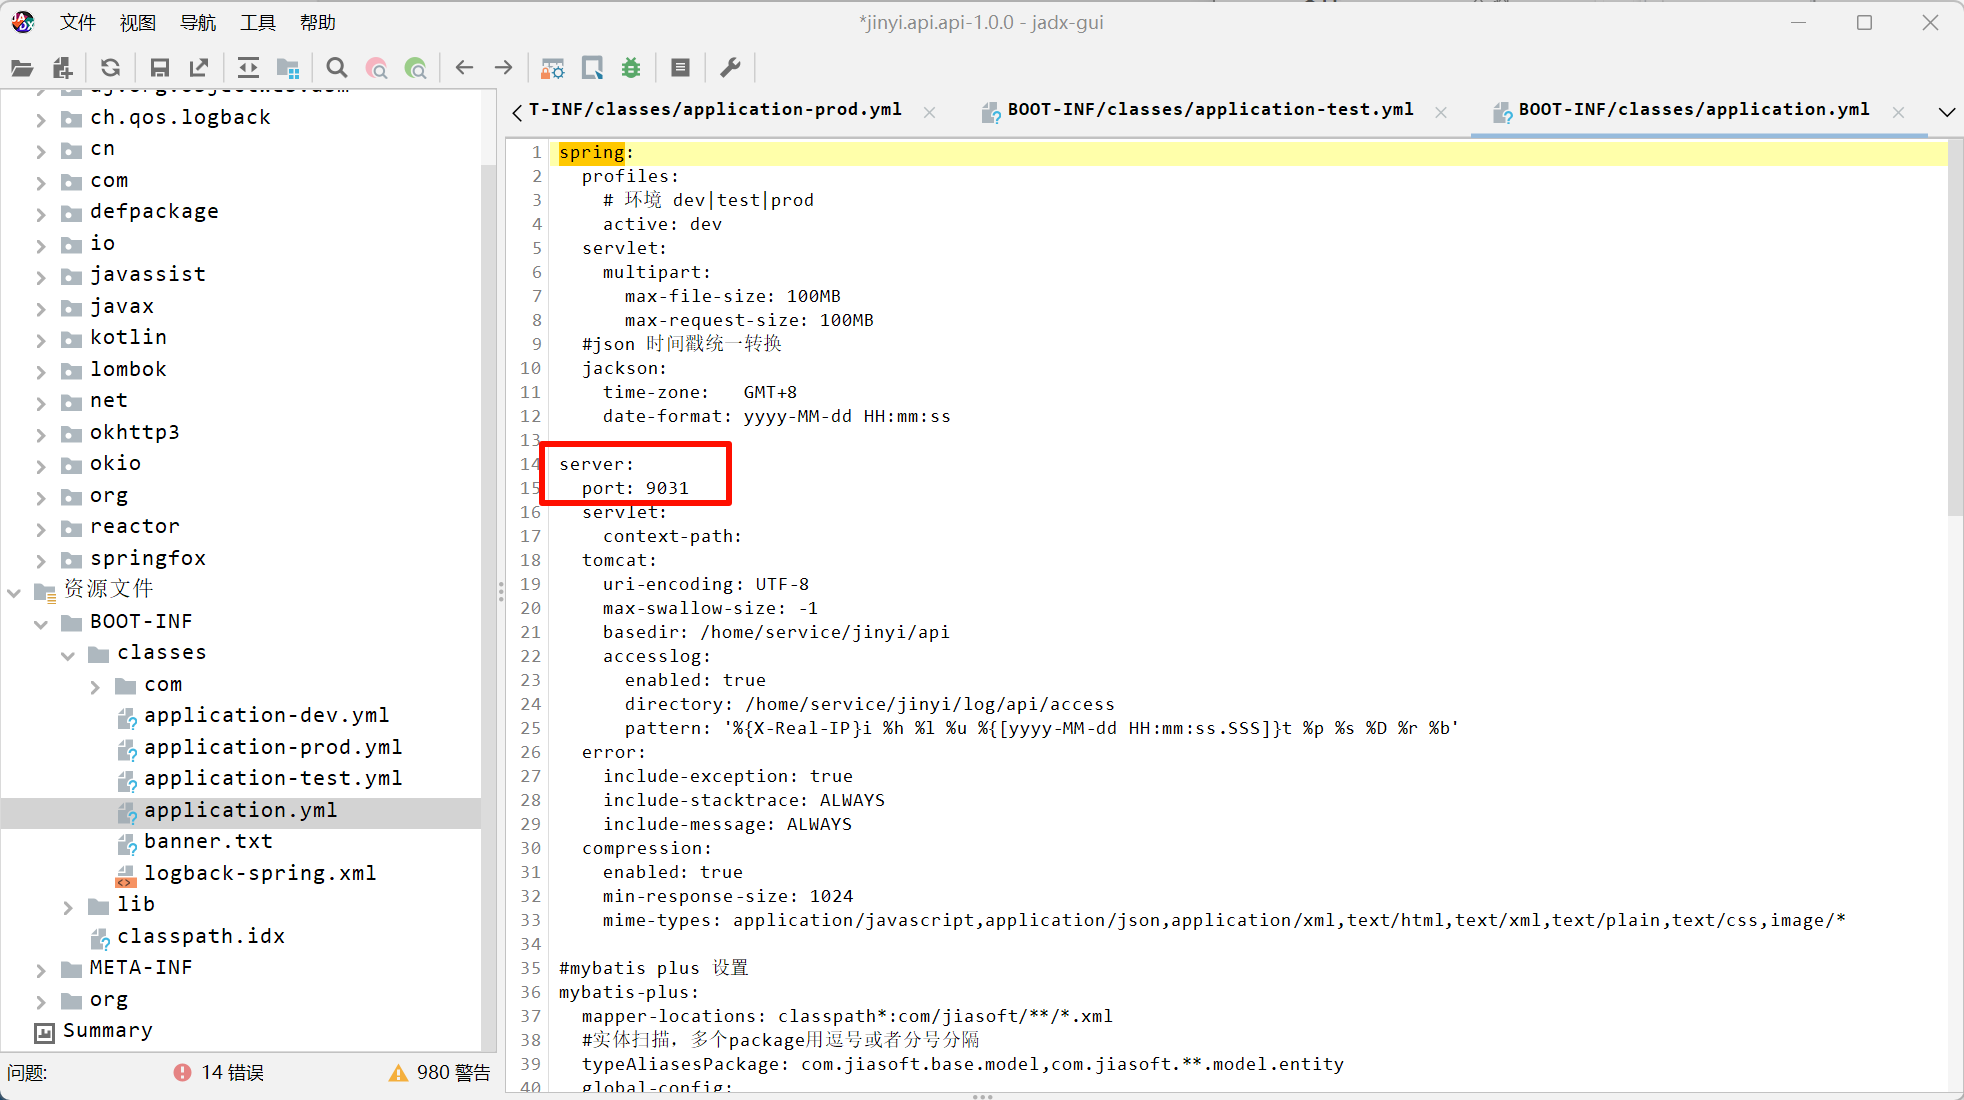 文件 视图 导航 工具 帮助
*jinyi.api.api-1.0.0 - jadx-gui
ch.qos.logback
cn
com
defpackage
io
javassist
javax
kotlin
lombok
net
okhttp3
okio
org
reactor
springfox
资源文件
BOOT-INF
classes
com
application-dev.yml
application-prod.yml
application-test.yml
application.yml
banner.txt
logback-spring.xml
lib
classpath.idx
META-INF
org
Summary
问题: 14 错误 980 警告
T-INF/classes/application-prod.yml BOOT-INF/classes/application-test.yml BOOT-INF/classes/application.yml
1 spring:
2 profiles:
3 # 环境 dev|test|prod
4 active: dev
5 servlet:
6 multipart:
7 max-file-size: 100MB
8 max-request-size: 100MB
9 #json 时间戳统一转换
10 jackson:
11 time-zone: GMT+8
12 date-format: yyyy-MM-dd HH:mm:ss
13
14 server:
15 port: 9031
16 servlet:
17 context-path:
18 tomcat:
19 uri-encoding: UTF-8
20 max-swallow-size: -1
21 basedir: /home/service/jinyi/api
22 accesslog:
23 enabled: true
24 directory: /home/service/jinyi/log/api/access
25 pattern: '%{X-Real-IP}i %h %l %u %{[yyyy-MM-dd HH:mm:ss.SSS]}t %p %s %D %r %b'
26 error:
27 include-exception: true
28 include-stacktrace: ALWAYS
29 include-message: ALWAYS
30 compression:
31 enabled: true
32 min-response-size: 1024
33 mime-types: application/javascript,application/json,application/xml,text/html,text/xml,text/plain,text/css,image/*
34
35 #mybatis plus 设置
36 mybatis-plus:
37 mapper-locations: classpath*:com/jiasoft/**/*.xml
38 #实体扫描，多个package用逗号或者分号分隔
39 typeAliasesPackage: com.jiasoft.base.model,com.jiasoft.**.model.entity
40 global-config: